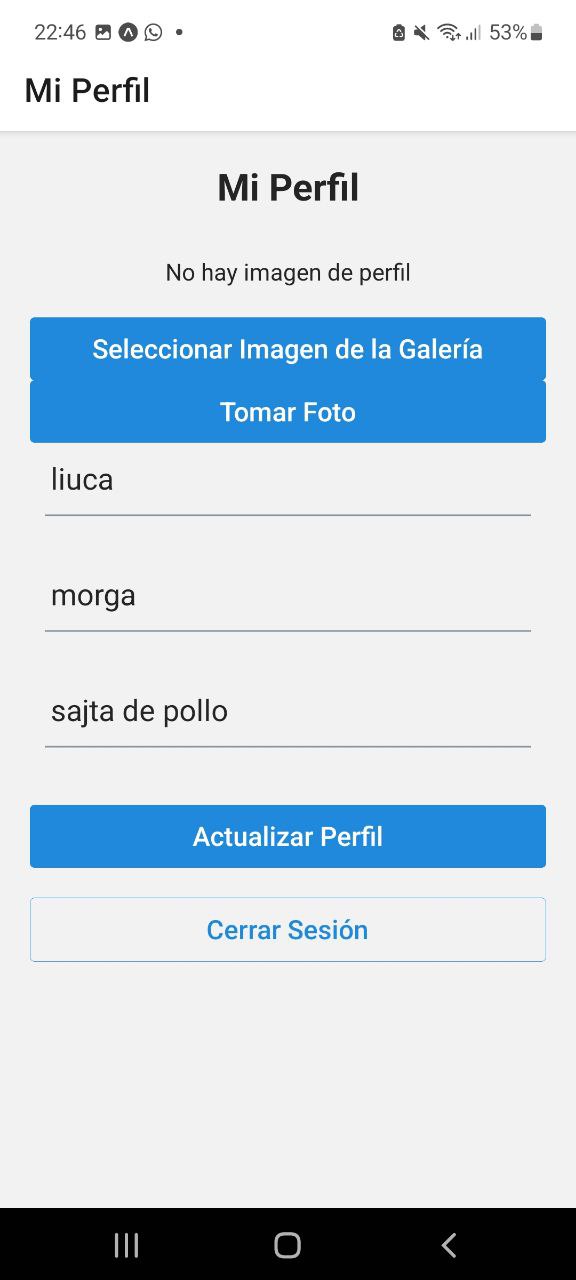 22:46 53%
Mi Perfil
Mi Perfil
No hay imagen de perfil
Seleccionar Imagen de la Galería
Tomar Foto
liuca
morga
sajta de pollo
Actualizar Perfil
Cerrar Sesión